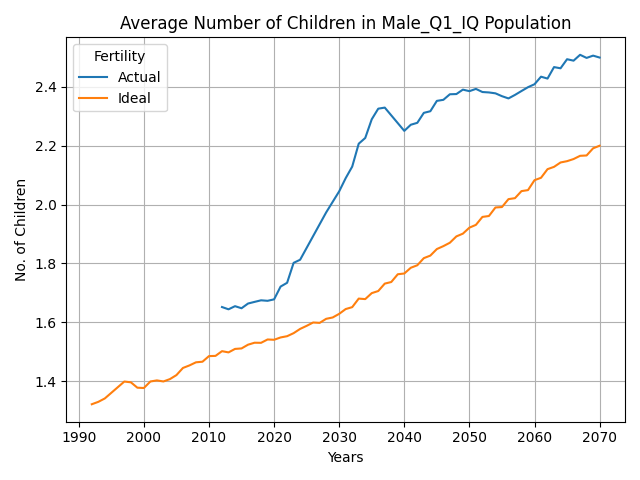 Average Number of Children in Male_Q1_IQ Population
Fertility
Actual
Ideal
No. of Children
2.4
2.2
2.0
1.8
1.6
1.4
1990 2000 2010 2020 2030 2040 2050 2060 2070
Years